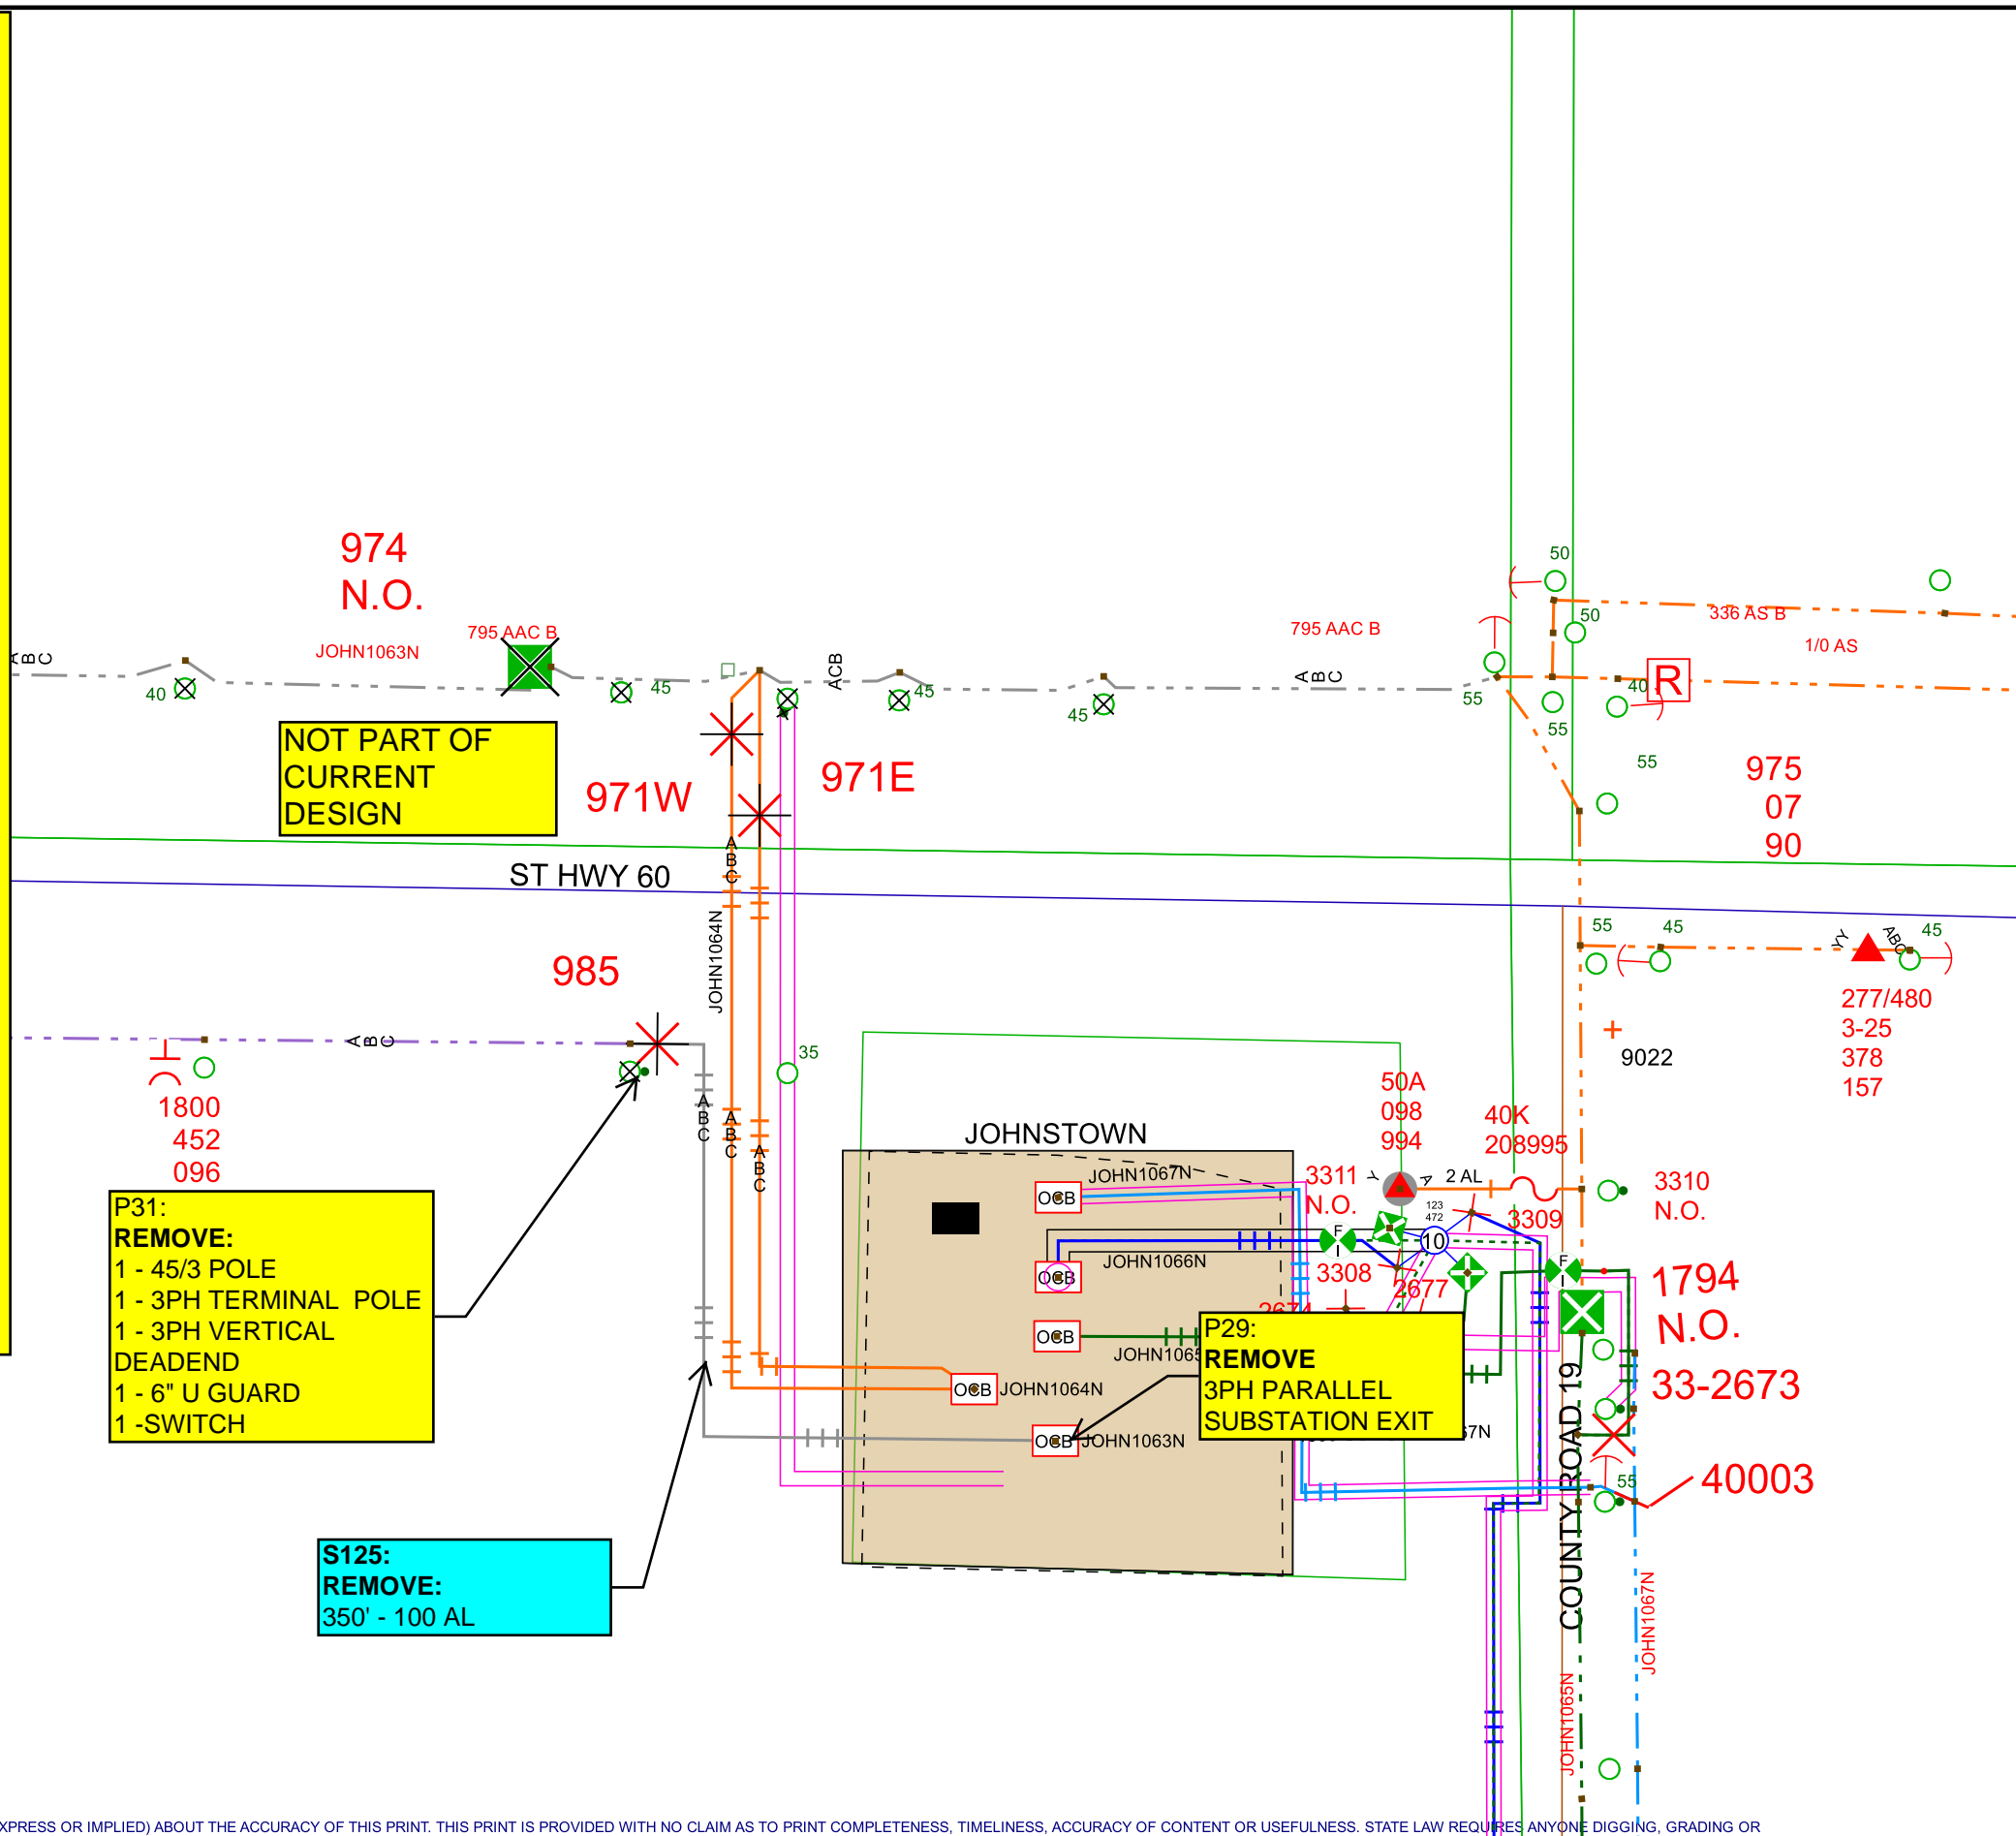 974
N.O.
JOHN1063N
795 AAC B
795 AAC B
336 AS B
1/0 AS
50
50
R
40
45
45
45
40
55
55
55
A B C
ACB
A B C
NOT PART OF
CURRENT
DESIGN
971W
971E
975
07
90
A
B
C
ST HWY 60
JOHN1064N
985
A B C
55
45
YY
ABC
45
277/480
3-25
378
157
9022
35
1800
452
096
A
B
C
A
B
C
A
B
C
JOHNSTOWN
50A
098
994
40K
208995
3311
N.O.
Y
A
2 AL
3310
N.O.
3309
123
472
10
F
F
OCB
JOHN1067N
OCB
JOHN1066N
3308
2677
1794
N.O.
33-2673
OCB
OCB
JOHN1064N
OCB
JOHN1063N
P31:
REMOVE:
1 - 45/3 POLE
1 - 3PH TERMINAL  POLE
1 - 3PH VERTICAL
DEADEND
1 - 6" U GUARD
1 -SWITCH
P29:
REMOVE
3PH PARALLEL
SUBSTATION EXIT
55
40003
COUNTY ROAD 19
S125:
REMOVE:
350' - 100 AL
JOHN1067N
JOHN1065N
XPRESS OR IMPLIED) ABOUT THE ACCURACY OF THIS PRINT. THIS PRINT IS PROVIDED WITH NO CLAIM AS TO PRINT COMPLETENESS, TIMELINESS, ACCURACY OF CONTENT OR USEFULNESS. STATE LAW REQUIRES ANYONE DIGGING, GRADING OR